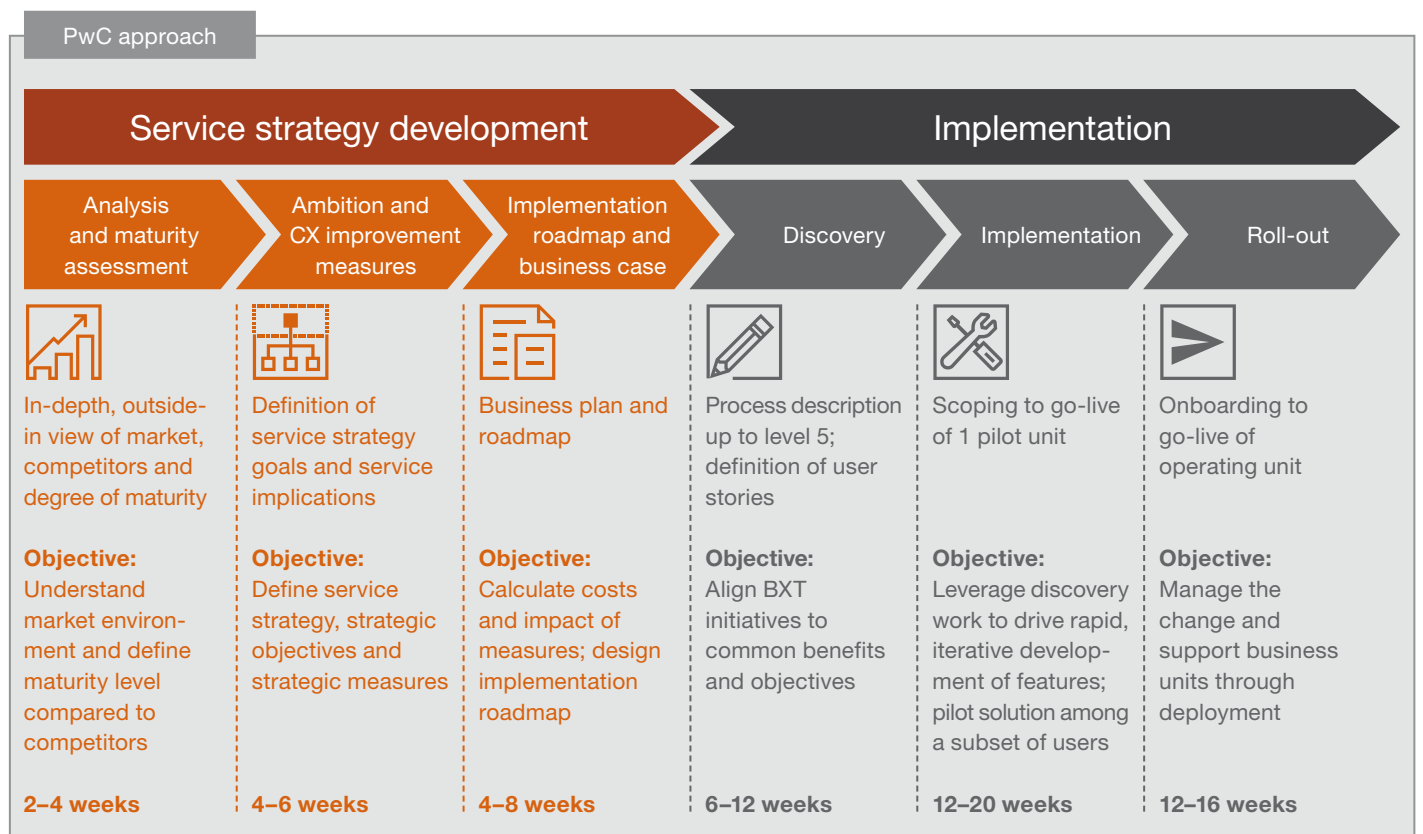 PwC approach
Service strategy development
Implementation
Analysis
and maturity
assessment
Ambition and
CX improvement
measures
Implementation
roadmap and
business case
Discovery
Implementation
Roll-out
In-depth, outside-
in view of market,
competitors and
degree of maturity
Definition of
service strategy
goals and service
implications
Business plan and
roadmap
Process description
up to level 5;
definition of user
stories
Scoping to go-live
of 1 pilot unit
Onboarding to
go-live of
operating unit
Objective:
Understand
market environ-
ment and define
maturity level
compared to
competitors
Objective:
Define service
strategy, strategic
objectives and
strategic measures
Objective:
Calculate costs
and impact of
measures; design
implementation
roadmap
Objective:
Align BXT
initiatives to
common benefits
and objectives
Objective:
Leverage discovery
work to drive rapid,
iterative develop-
ment of features;
pilot solution among
a subset of users
Objective:
Manage the
change and
support business
units through
deployment
2–4 weeks
4–6 weeks
4–8 weeks
6–12 weeks
12–20 weeks
12–16 weeks